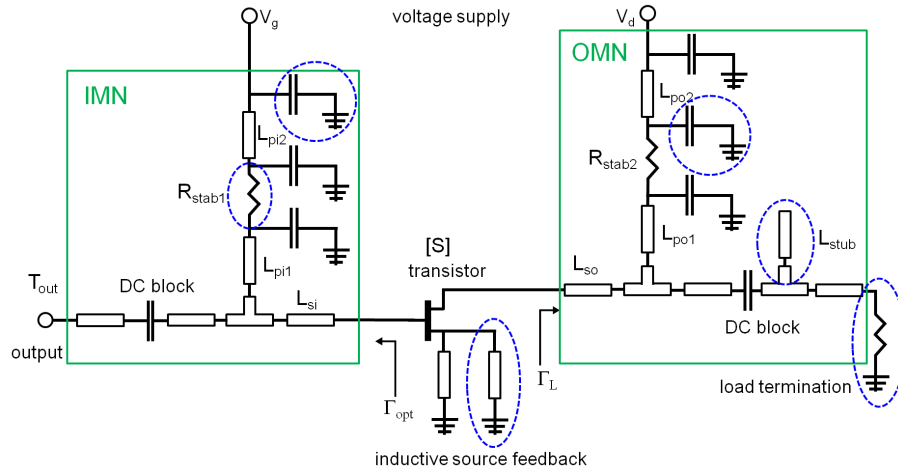 V_g
voltage supply
V_d
IMN
OMN
L_pi2
L_po2
R_stab1
R_stab2
L_pi1
L_po1
L_stub
[S]
transistor
T_out
DC block
L_si
L_so
output
DC block
Γ_opt
Γ_L
load termination
inductive source feedback